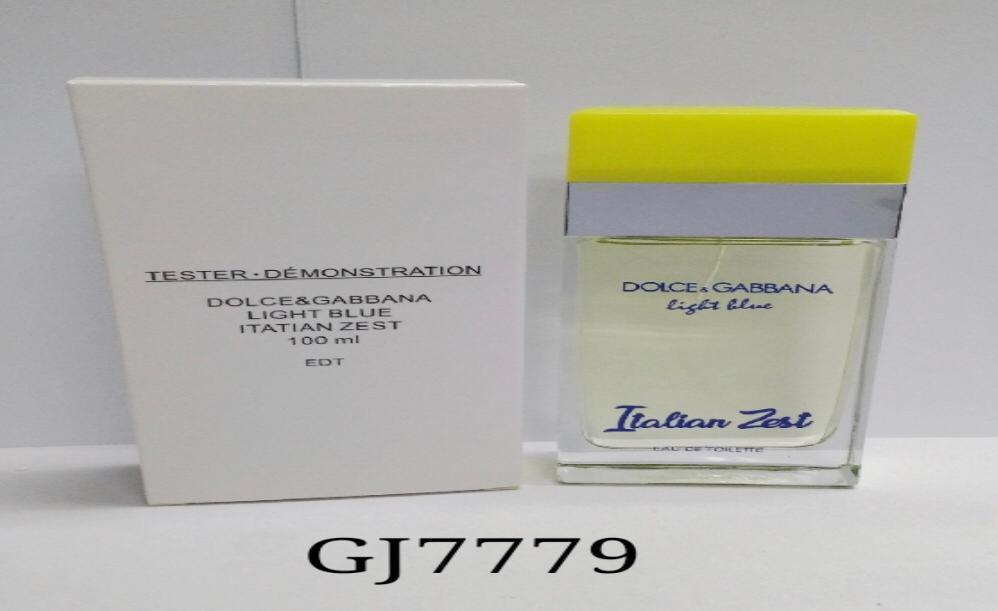 TESTER·DÉMONSTRATION
DOLCE&GABBANA
LIGHT BLUE
ITATIAN ZEST
100 ml
EDT
DOLCE&GABBANA
light blue
Italian Zest
EAU DE TOILETTE
GJ7779